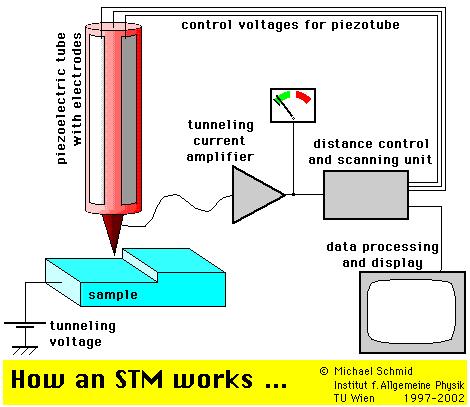 control voltages for piezotube
piezoelectric tube
with electrodes
tunneling
current
amplifier
distance control
and scanning unit
data processing
and display
sample
tunneling
voltage
How an STM works ...
© Michael Schmid
Institut f. Allgemeine Physik
TU Wien 1997-2002